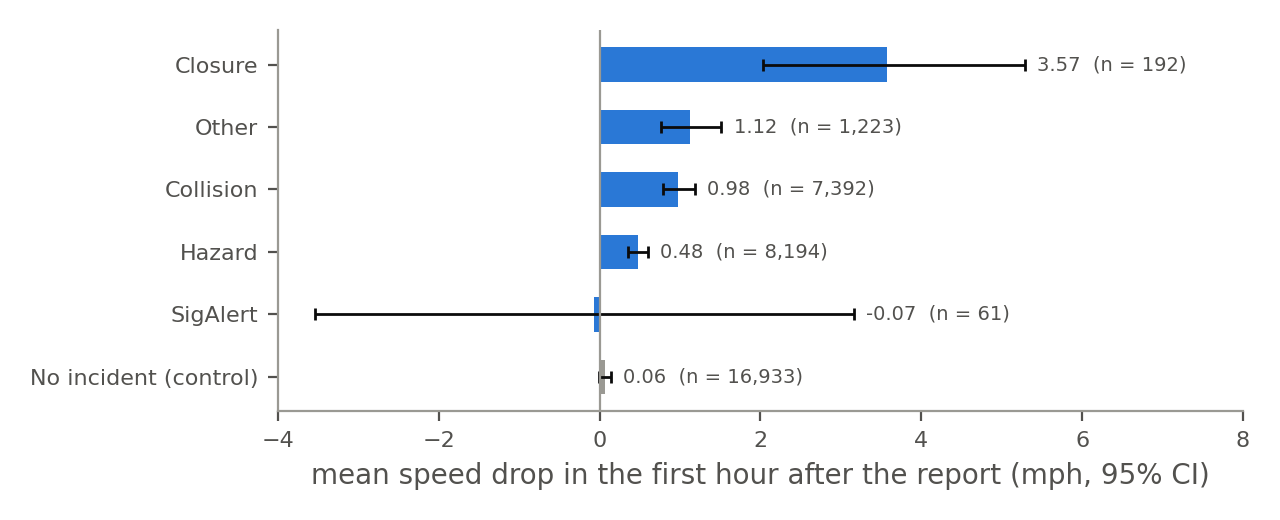 Closure 3.57 (n = 192)
Other 1.12 (n = 1,223)
Collision 0.98 (n = 7,392)
Hazard 0.48 (n = 8,194)
SigAlert -0.07 (n = 61)
No incident (control) 0.06 (n = 16,933)
−4 −2 0 2 4 6 8
mean speed drop in the first hour after the report (mph, 95% CI)